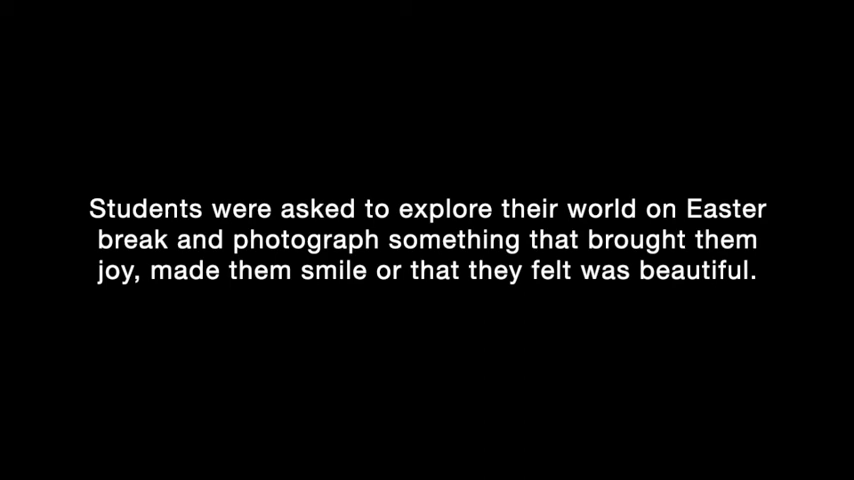 Students were asked to explore their world on Easter
break and photograph something that brought them
joy, made them smile or that they felt was beautiful.